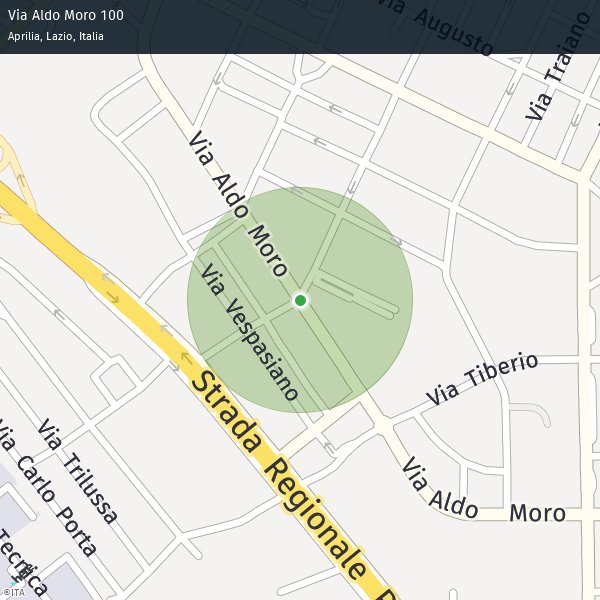 Via Aldo Moro 100
Aprilia, Lazio, Italia
Via Augusto
Via Traiano
Via Aldo Moro
Via Vespasiano
Via Tiberio
Strada Regionale
Via Trilussa
Via Carlo Porta
Via Aldo Moro
Tecnica
©ITA